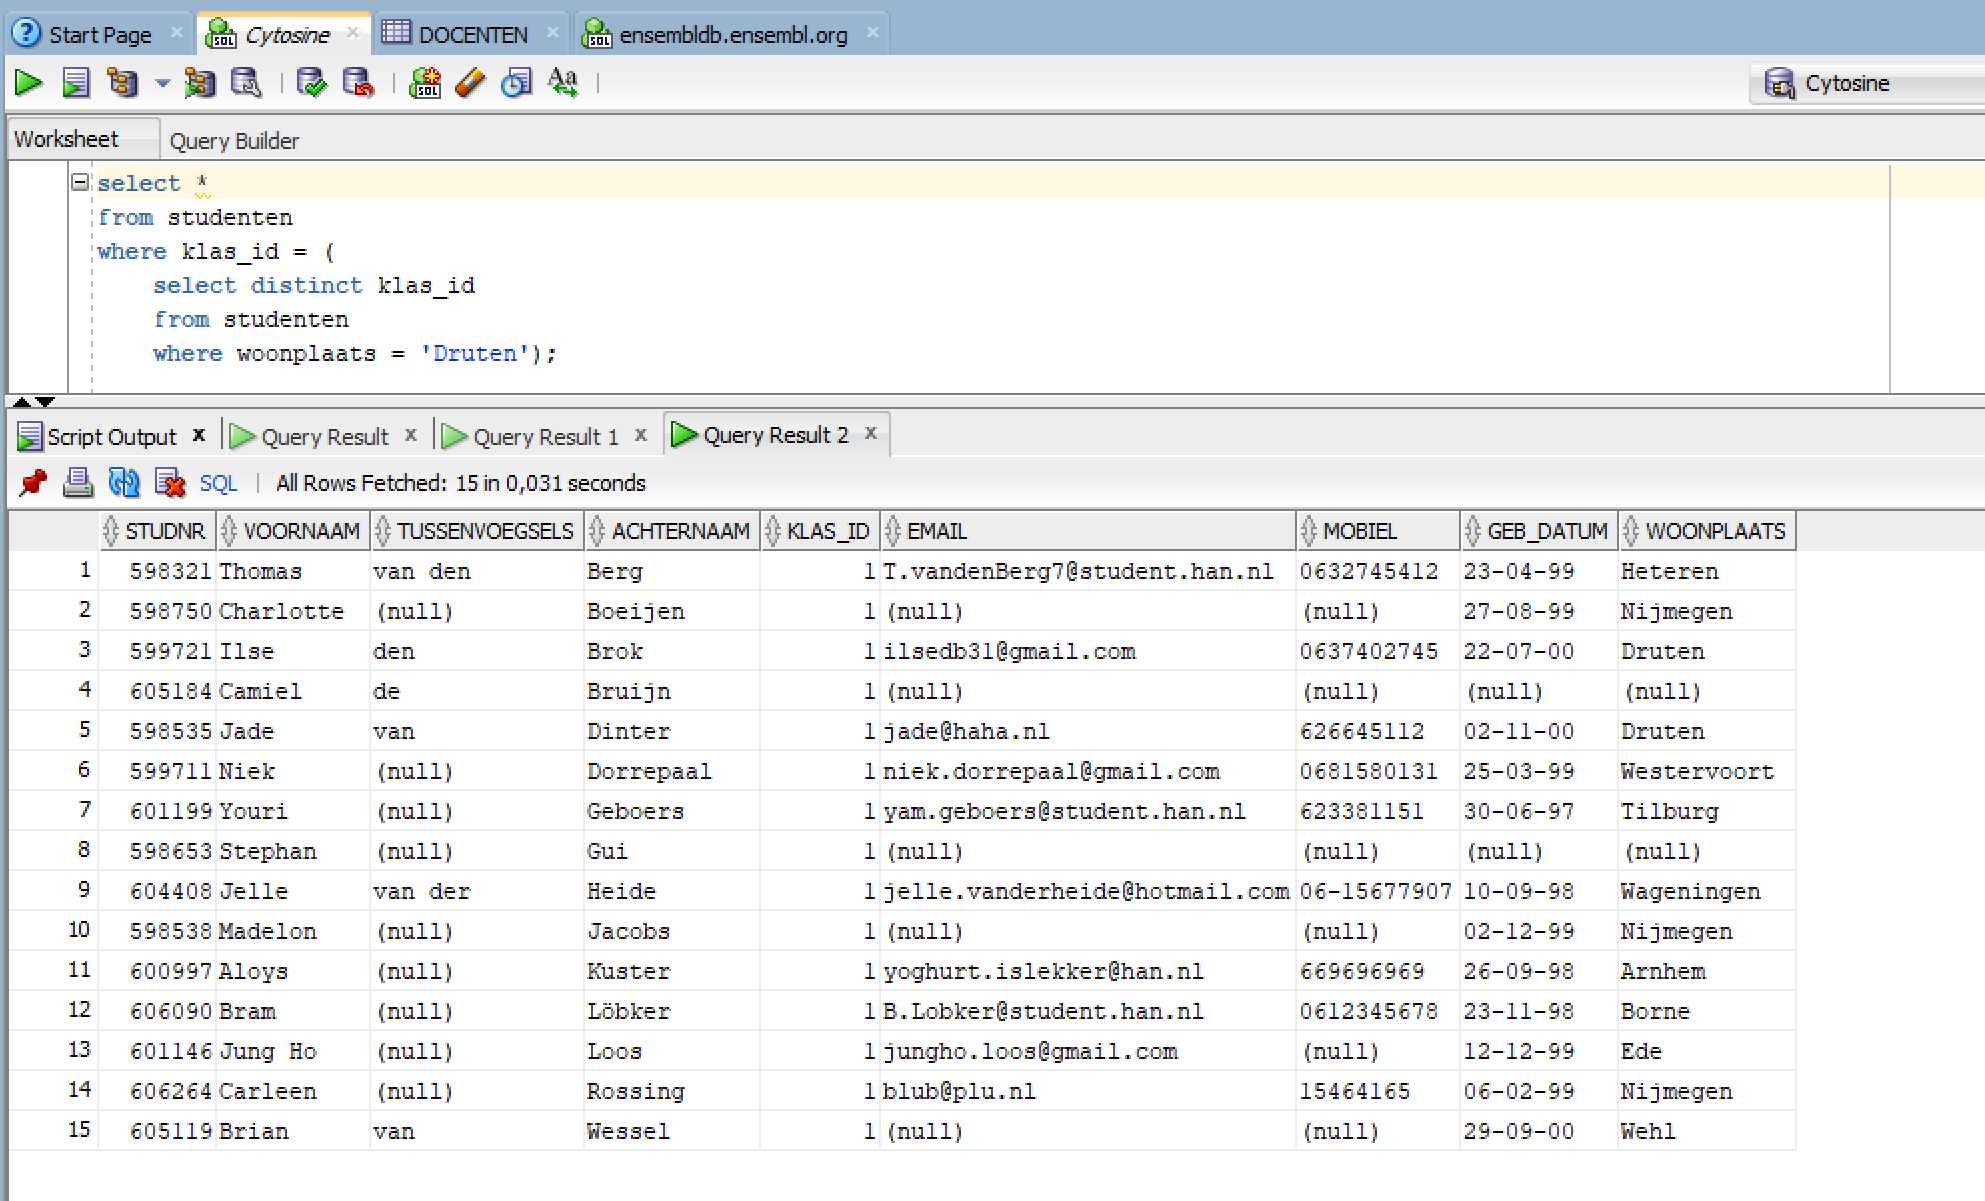 Start Page Cytosine DOCENTEN ensembldb.ensembl.org
Cytosine
Worksheet Query Builder
select *
from studenten
where klas_id = (
select distinct klas_id
from studenten
where woonplaats = 'Druten');
Script Output x Query Result x Query Result 1 x Query Result 2 x
SQL | All Rows Fetched: 15 in 0,031 seconds
STUDNR VOORNAAM TUSSENVOEGSELS ACHTERNAAM KLAS_ID EMAIL MOBIEL GEB_DATUM WOONPLAATS
1 598321 Thomas van den Berg 1 T.vandenBerg7@student.han.nl 0632745412 23-04-99 Heteren
2 598750 Charlotte (null) Boeijen 1 (null) (null) 27-08-99 Nijmegen
3 599721 Ilse den Brok 1 ilsedb31@gmail.com 0637402745 22-07-00 Druten
4 605184 Camiel de Bruijn 1 (null) (null) (null) (null)
5 598535 Jade van Dinter 1 jade@haha.nl 626645112 02-11-00 Druten
6 599711 Niek (null) Dorrepaal 1 niek.dorrepaal@gmail.com 0681580131 25-03-99 Westervoort
7 601199 Youri (null) Geboers 1 yam.geboers@student.han.nl 623381151 30-06-97 Tilburg
8 598653 Stephan (null) Gui 1 (null) (null) (null) (null)
9 604408 Jelle van der Heide 1 jelle.vanderheide@hotmail.com 06-15677907 10-09-98 Wageningen
10 598538 Madelon (null) Jacobs 1 (null) (null) 02-12-99 Nijmegen
11 600997 Aloys (null) Kuster 1 yoghurt.islekker@han.nl 669696969 26-09-98 Arnhem
12 606090 Bram (null) Löbker 1 B.Lobker@student.han.nl 0612345678 23-11-98 Borne
13 601146 Jung Ho (null) Loos 1 jungho.loos@gmail.com (null) 12-12-99 Ede
14 606264 Carleen (null) Rossing 1 blub@plu.nl 15464165 06-02-99 Nijmegen
15 605119 Brian van Wessel 1 (null) (null) 29-09-00 Wehl